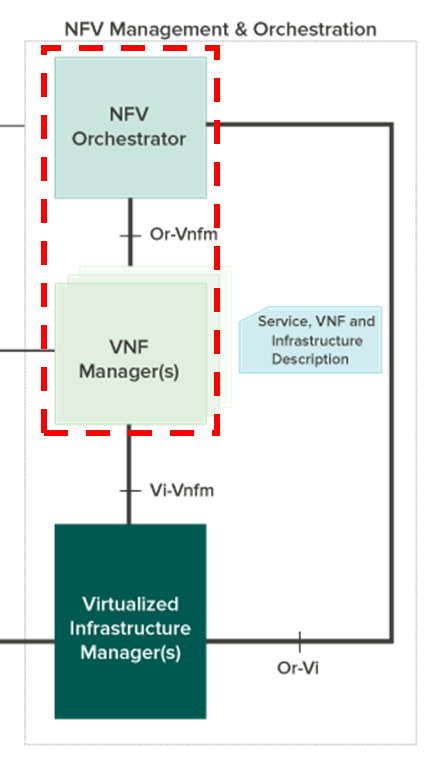 NFV Management & Orchestration
NFV
Orchestrator
Or-Vnfm
VNF
Manager(s)
Service, VNF and
Infrastructure
Description
Vi-Vnfm
Virtualized
Infrastructure
Manager(s)
Or-Vi